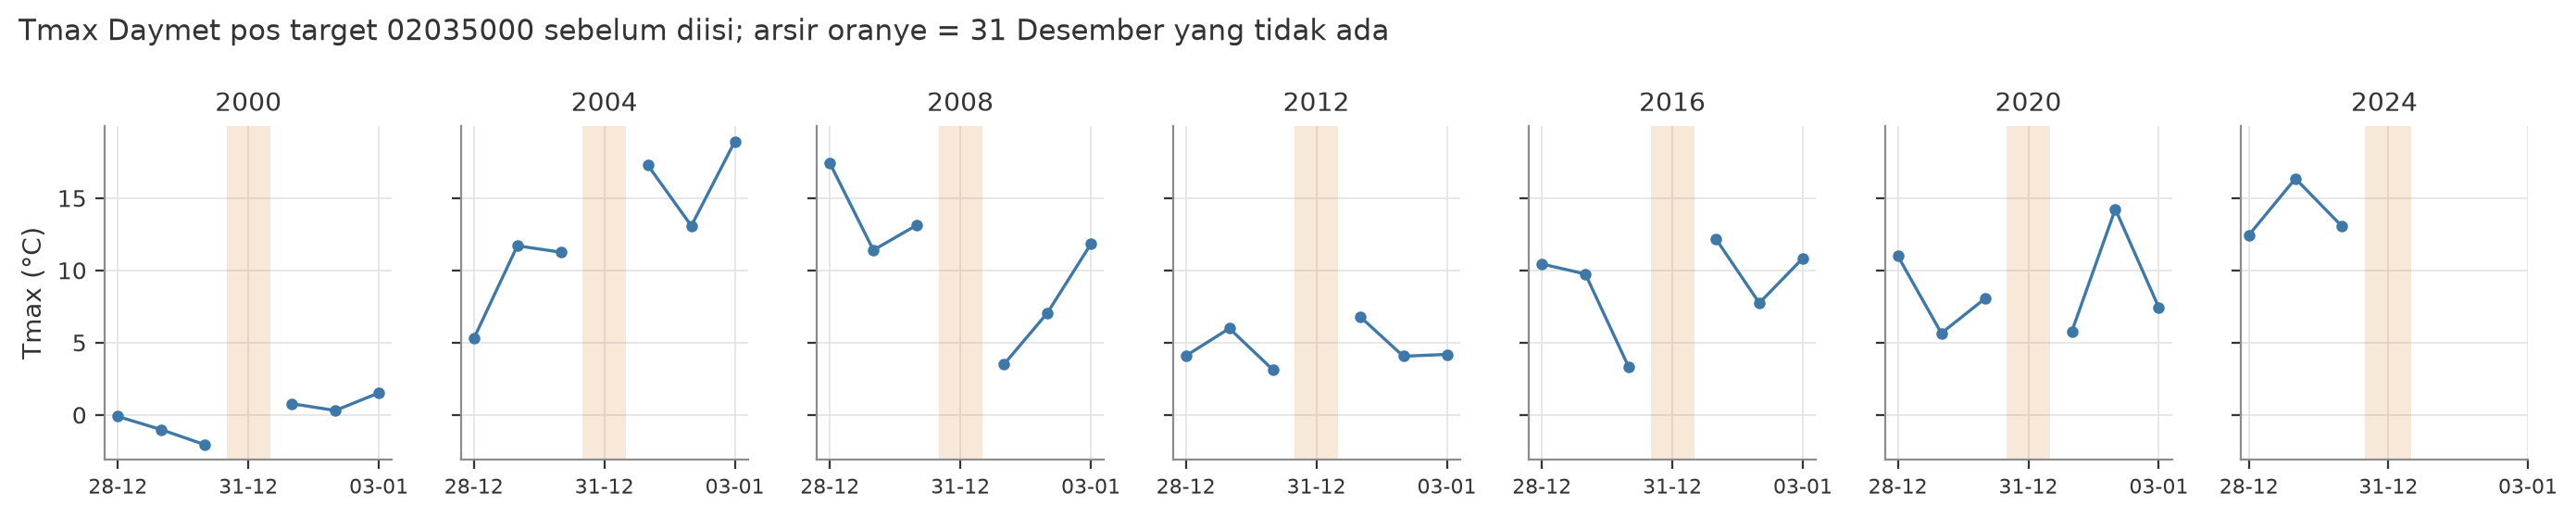 Tmax Daymet pos target 02035000 sebelum diisi; arsir oranye = 31 Desember yang tidak ada
2000 2004 2008 2012 2016 2020 2024
Tmax (°C)
15
10
5
0
28-12 31-12 03-01 28-12 31-12 03-01 28-12 31-12 03-01 28-12 31-12 03-01 28-12 31-12 03-01 28-12 31-12 03-01 28-12 31-12 03-01